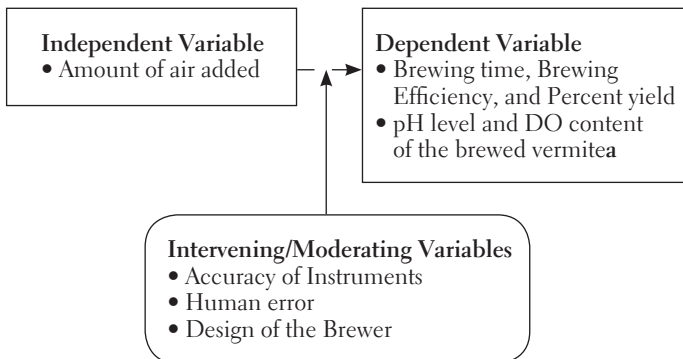 Independent Variable
• Amount of air added
Dependent Variable
• Brewing time, Brewing
Efficiency, and Percent yield
• pH level and DO content
of the brewed vermitea
Intervening/Moderating Variables
• Accuracy of Instruments
• Human error
• Design of the Brewer